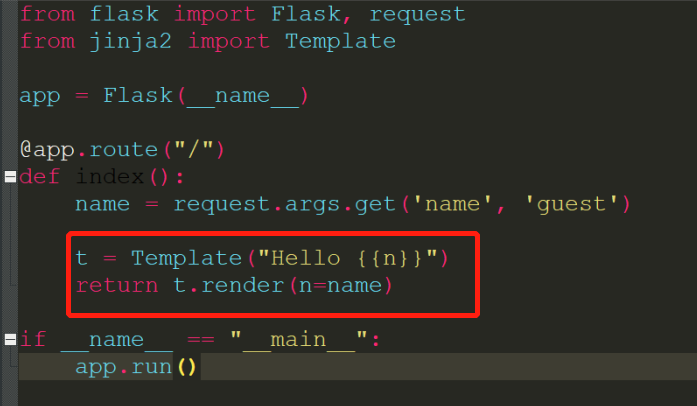 from flask import Flask, request
from jinja2 import Template
app = Flask(__name__)
@app.route("/")
def index():
name = request.args.get('name', 'guest')
t = Template("Hello {{n}}")
return t.render(n=name)
if __name__ == "__main__":
app.run()